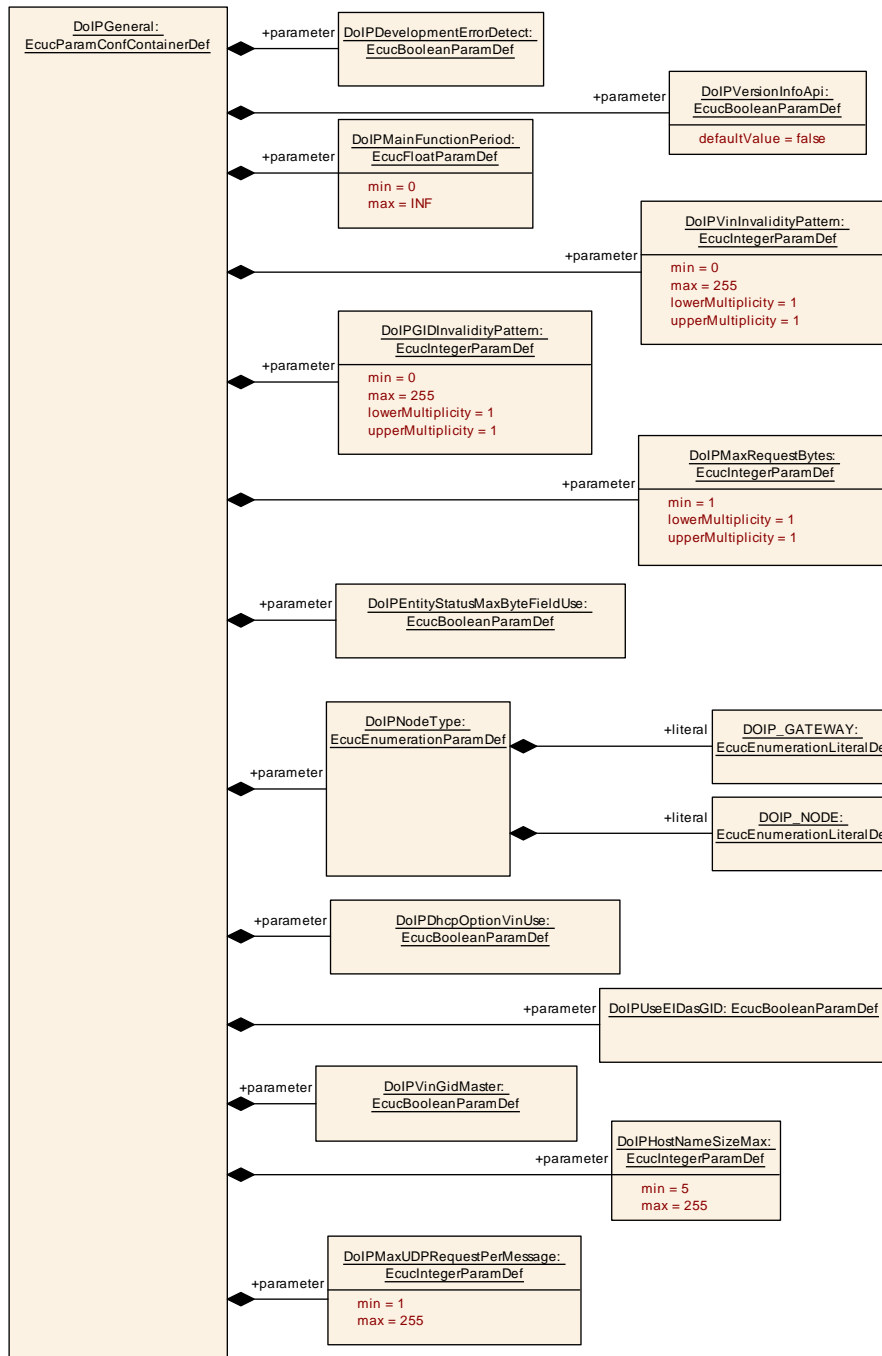 DoIPGeneral:
EcucParamConfContainerDef
+parameter
DoIPDevelopmentErrorDetect:
EcucBooleanParamDef
+parameter
DoIPVersionInfoApi:
EcucBooleanParamDef
defaultValue = false
+parameter
DoIPMainFunctionPeriod:
EcucFloatParamDef
min = 0
max = INF
+parameter
DoIPVinInvalidityPattern:
EcucIntegerParamDef
min = 0
max = 255
lowerMultiplicity = 1
upperMultiplicity = 1
+parameter
DoIPGIDInvalidityPattern:
EcucIntegerParamDef
min = 0
max = 255
lowerMultiplicity = 1
upperMultiplicity = 1
+parameter
DoIPMaxRequestBytes:
EcucIntegerParamDef
min = 1
lowerMultiplicity = 1
upperMultiplicity = 1
+parameter
DoIPEntityStatusMaxByteFieldUse:
EcucBooleanParamDef
+parameter
DoIPNodeType:
EcucEnumerationParamDef
+literal
DOIP_GATEWAY:
EcucEnumerationLiteralDe
+literal
DOIP_NODE:
EcucEnumerationLiteralDe
+parameter
DoIPDhcpOptionVinUse:
EcucBooleanParamDef
+parameter
DoIPUseEIDasGID: EcucBooleanParamDef
+parameter
DoIPVinGidMaster:
EcucBooleanParamDef
+parameter
DoIPHostNameSizeMax:
EcucIntegerParamDef
min = 5
max = 255
+parameter
DoIPMaxUDPRequestPerMessage:
EcucIntegerParamDef
min = 1
max = 255